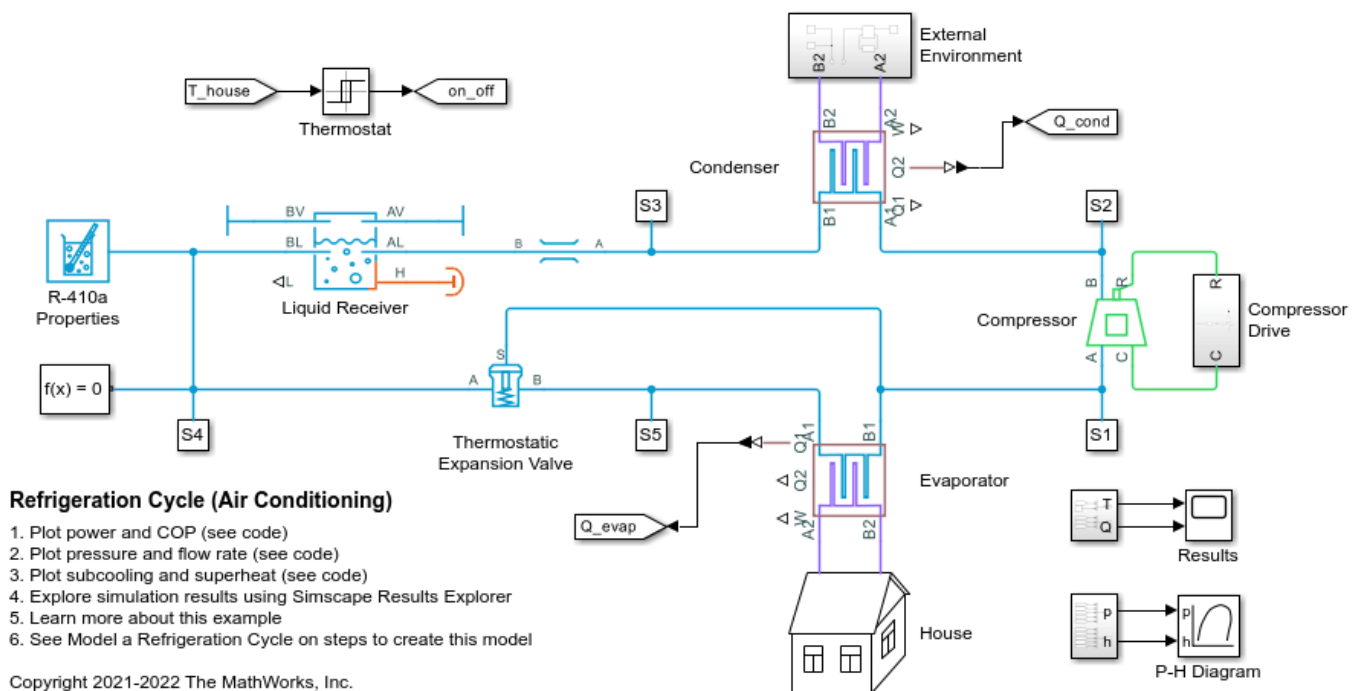 External
Environment
B2
A2
T_house
on_off
Thermostat
B2
A2
W
Q_cond
Condenser
Q2
B1
A1
Q1
S3
S2
BV
AV
BL
AL
B
A
L
H
R-410a
Properties
Liquid Receiver
B
R
R
Compressor
Compressor
Drive
A
C
C
f(x) = 0
S
A
B
S4
Thermostatic
Expansion Valve
S5
S1
A1
B1
Q1
Q2
W
A2
B2
Evaporator
Q_evap
T
Q
Results
House
p
h
p
h
P-H Diagram
Refrigeration Cycle (Air Conditioning)
1. Plot power and COP (see code)
2. Plot pressure and flow rate (see code)
3. Plot subcooling and superheat (see code)
4. Explore simulation results using Simscape Results Explorer
5. Learn more about this example
6. See Model a Refrigeration Cycle on steps to create this model
Copyright 2021-2022 The MathWorks, Inc.